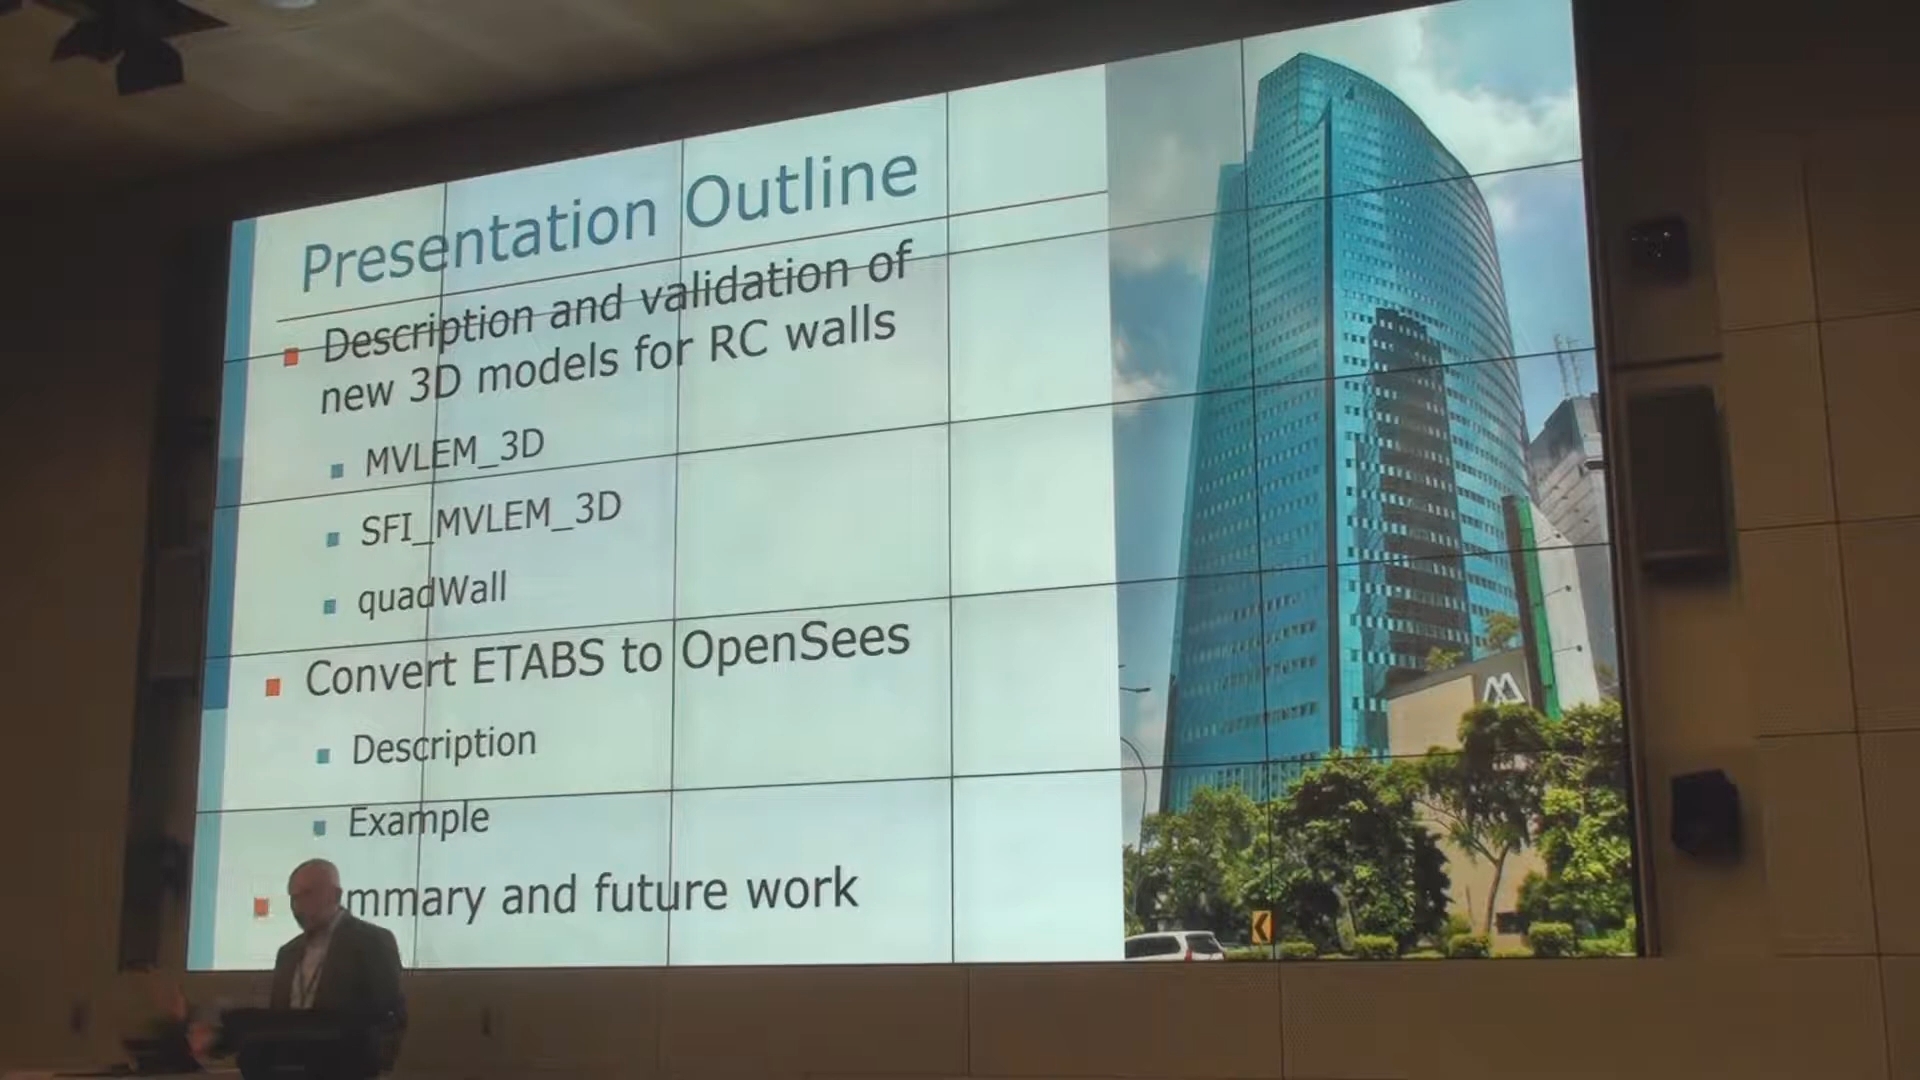 Presentation Outline
Description and validation of
new 3D models for RC walls
MVLEM_3D
SFI_MVLEM_3D
quadWall
Convert ETABS to OpenSees
Description
Example
mmary and future work